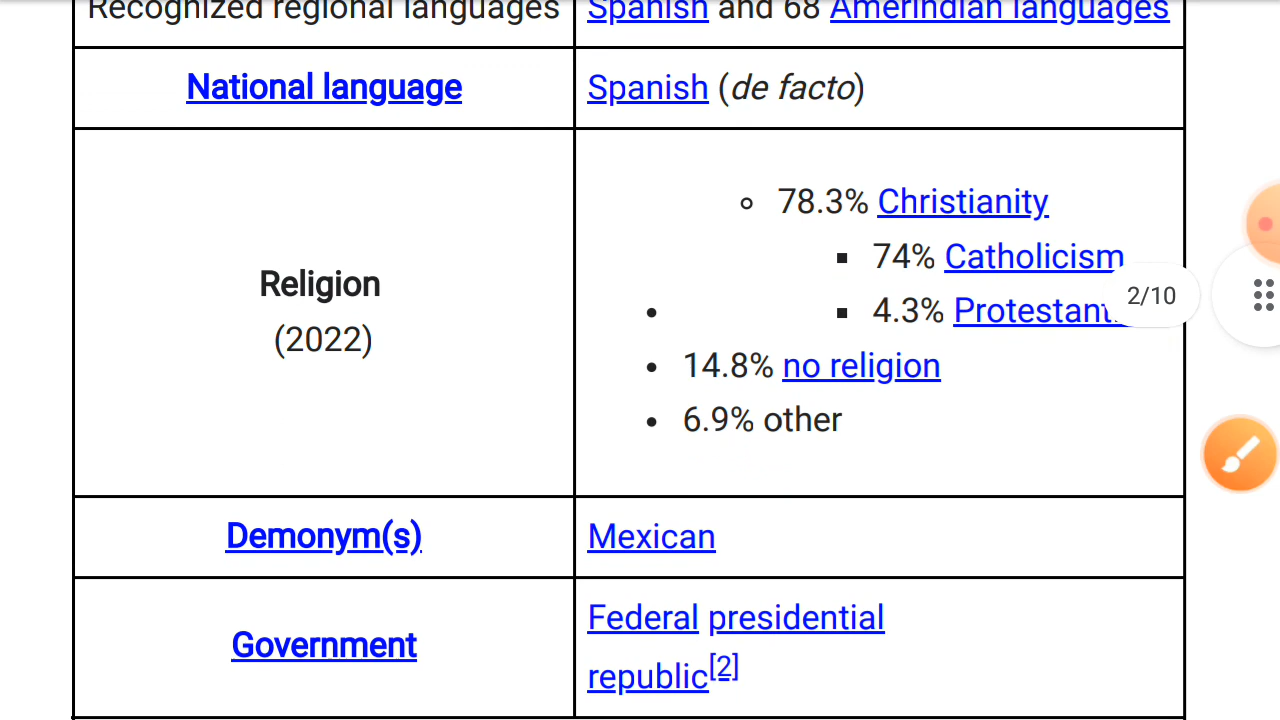 Recognized regional languages Spanish and 68 Amerindian languages
National language Spanish (de facto)
78.3% Christianity
74% Catholicism
Religion
4.3% Protestant
2/10
(2022)
14.8% no religion
6.9% other
Demonym(s) Mexican
Federal presidential
Government
republic[2]